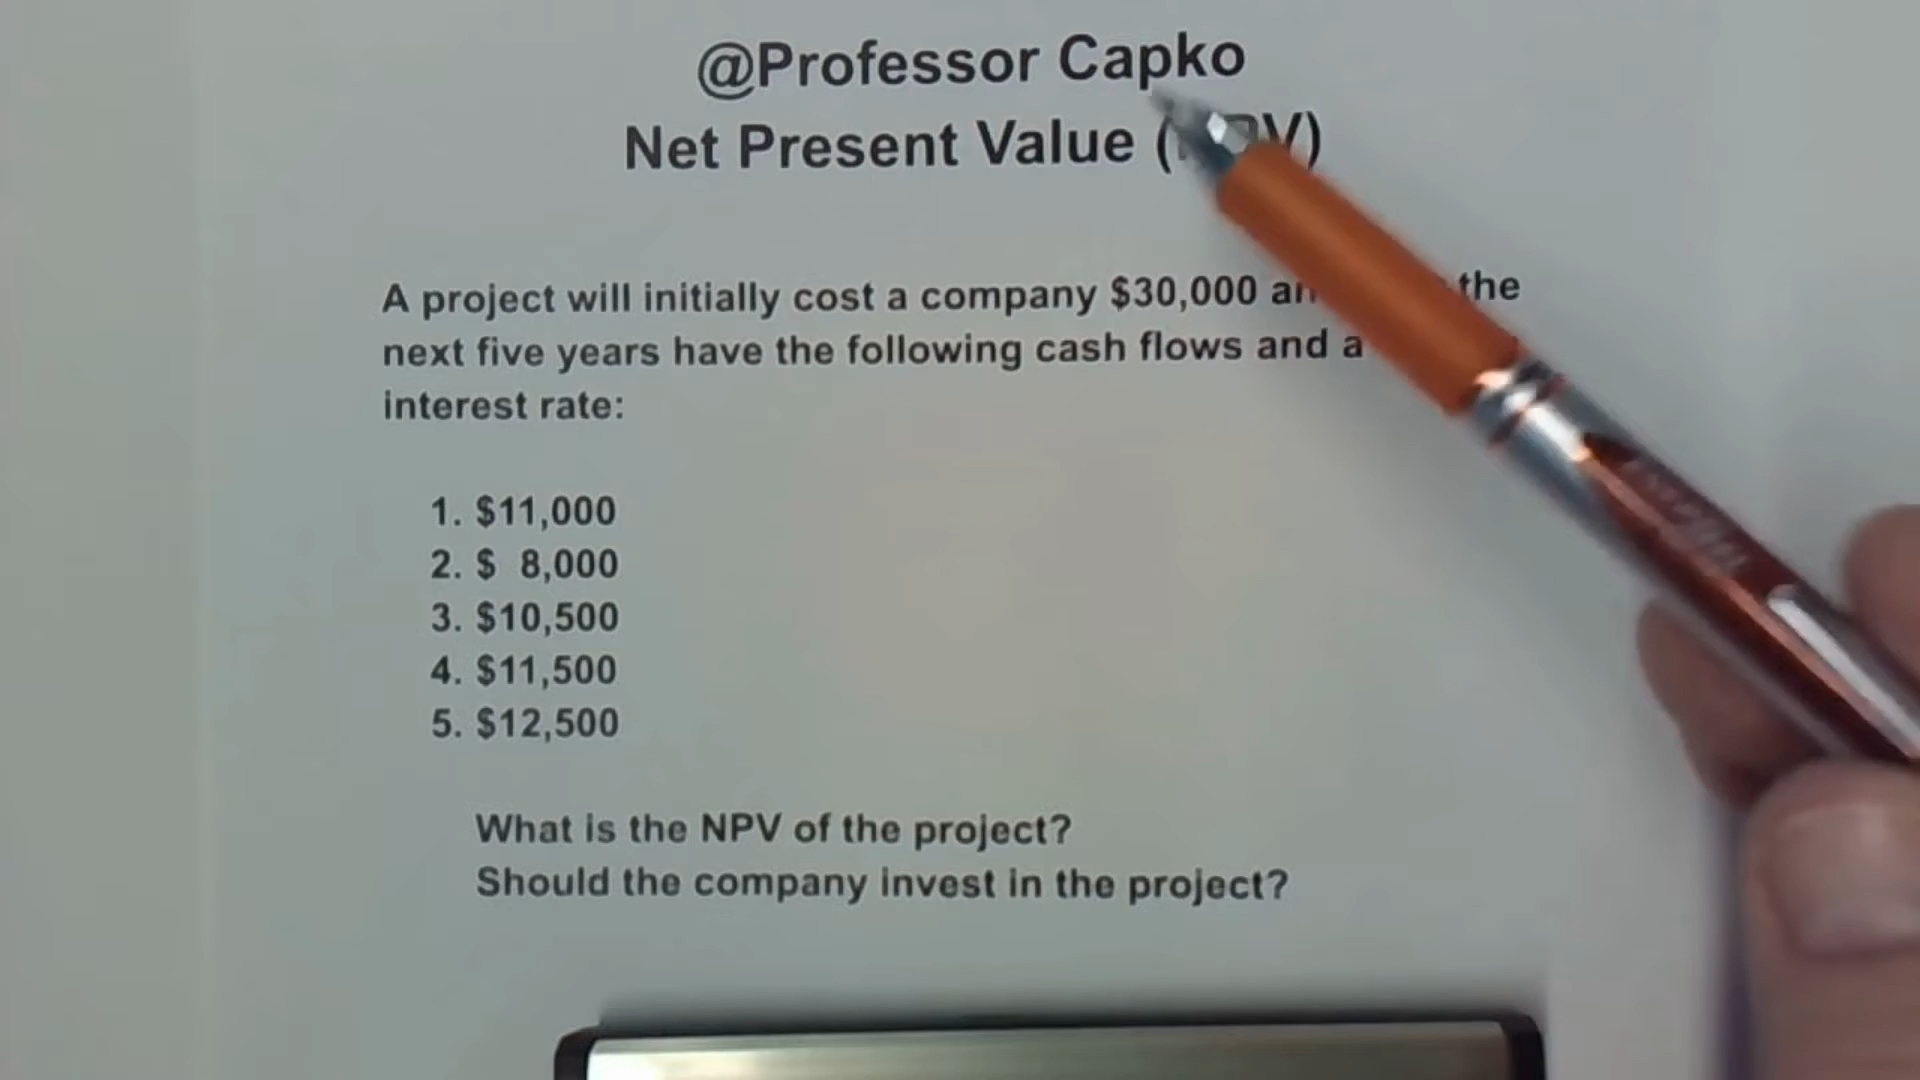 @Professor Capko
Net Present Value (NPV)
A project will initially cost a company $30,000 the
next five years have the following cash flows and a
interest rate:
1. $11,000
2. $ 8,000
3. $10,500
4. $11,500
5. $12,500
What is the NPV of the project?
Should the company invest in the project?